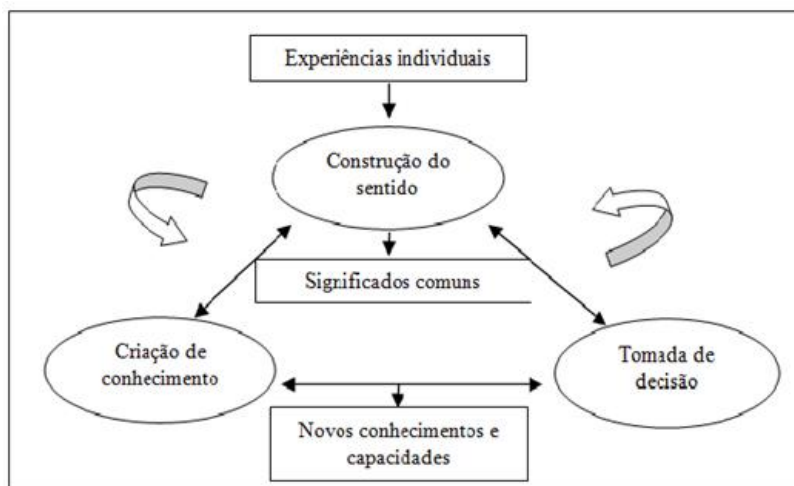 Experiências individuais
Construção do
sentido
Significados comuns
Criação de
conhecimento
Tomada de
decisão
Novos conhecimentos e
capacidades